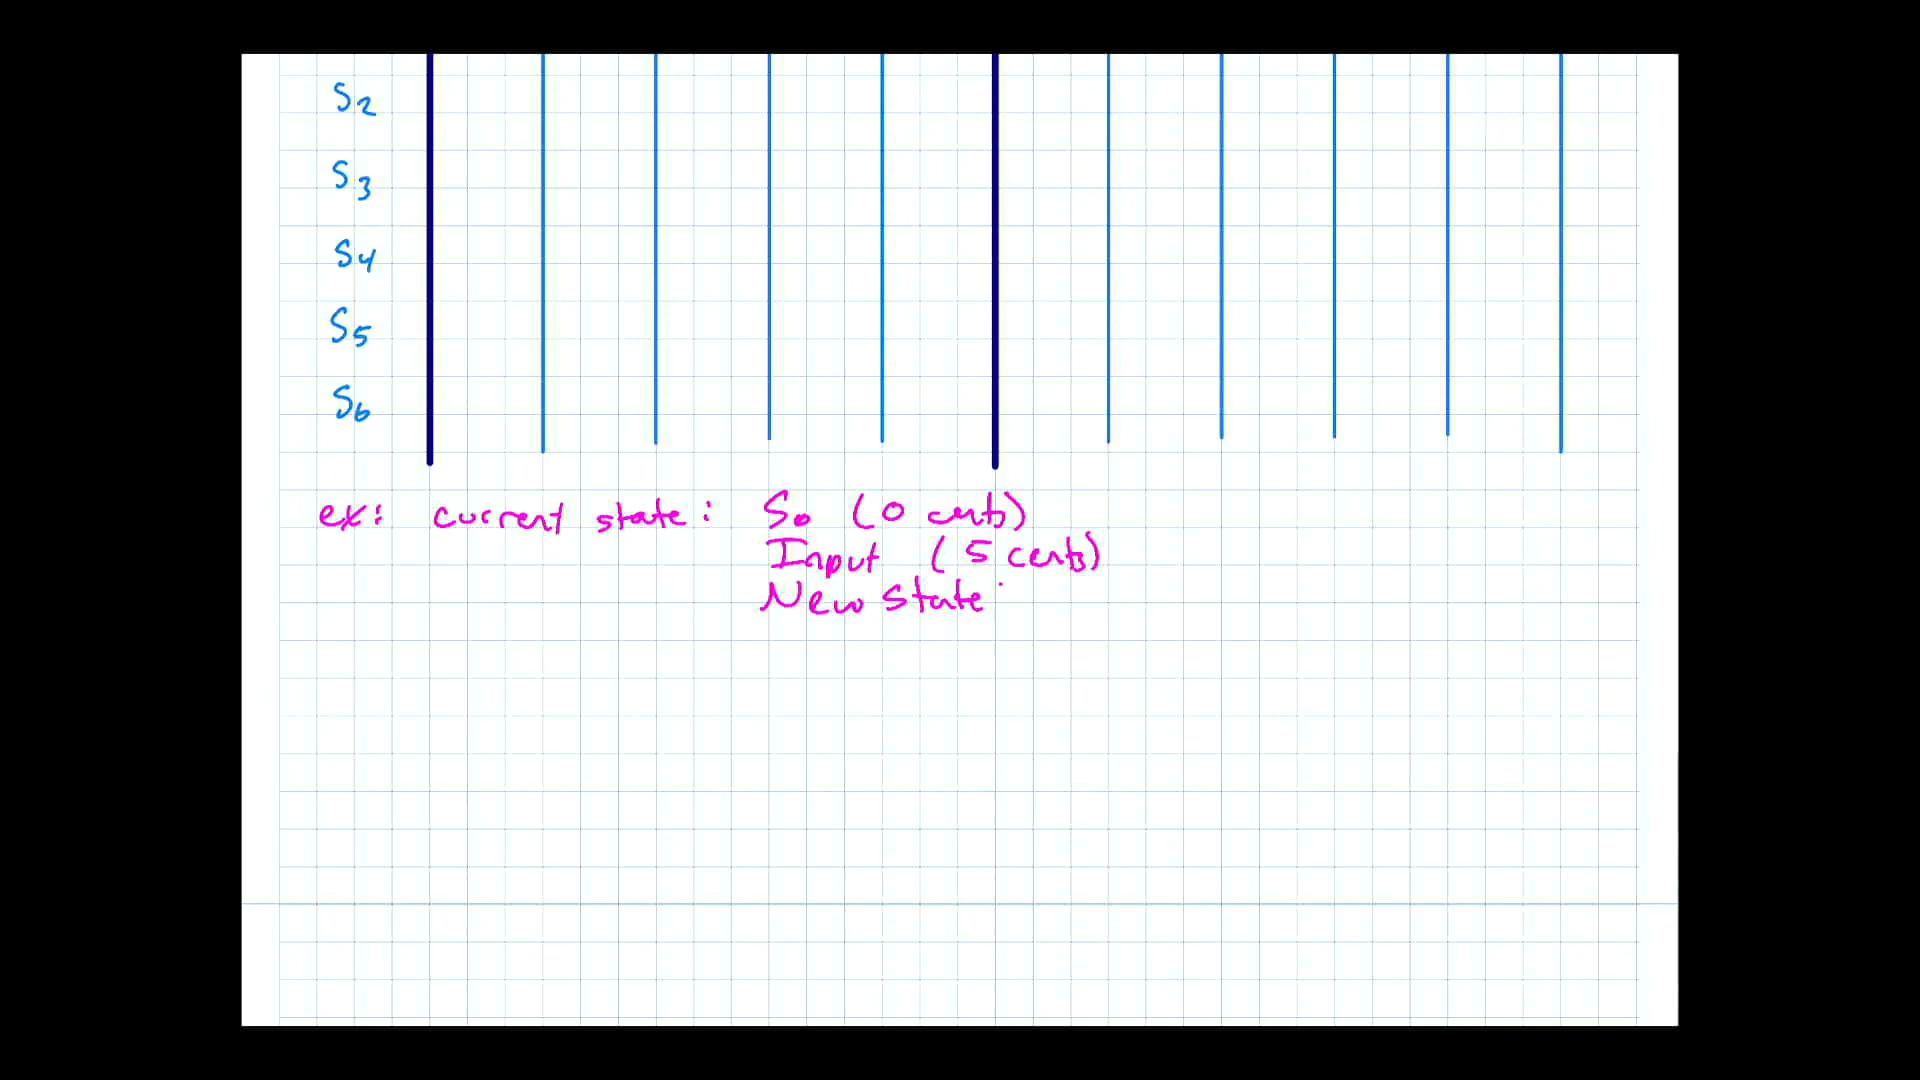 S2
S3
S4
S5
S6
ex: current state: S0 (0 cents)
Input (5 cents)
New state